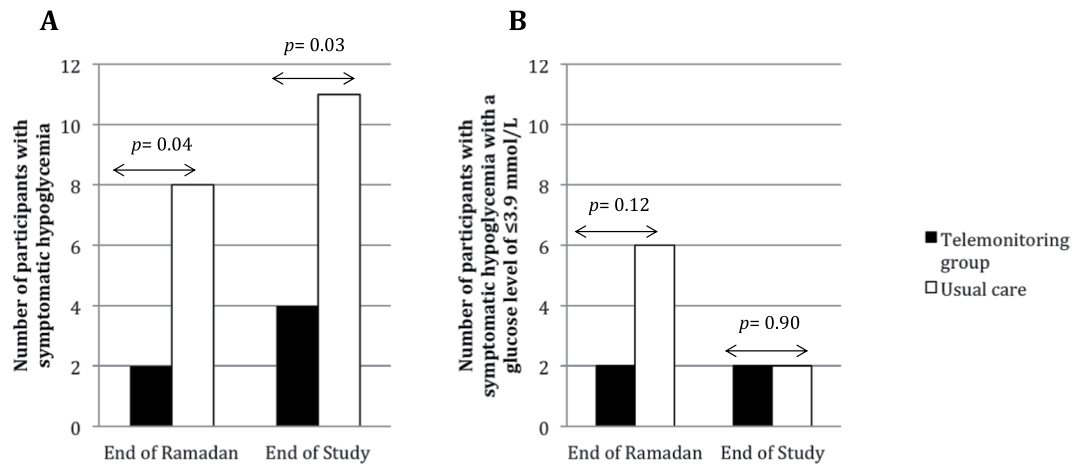 A
p= 0.03
12
10
8
6
4
2
0
p= 0.04
Number of participants with
symptomatic hypoglycemia
End of Ramadan
End of Study
B
12
10
8
6
4
2
0
p= 0.12
p= 0.90
Number of participants with
symptomatic hypoglycemia with a
glucose level of ≤3.9 mmol/L
End of Ramadan
End of Study
Telemonitoring
group
Usual care